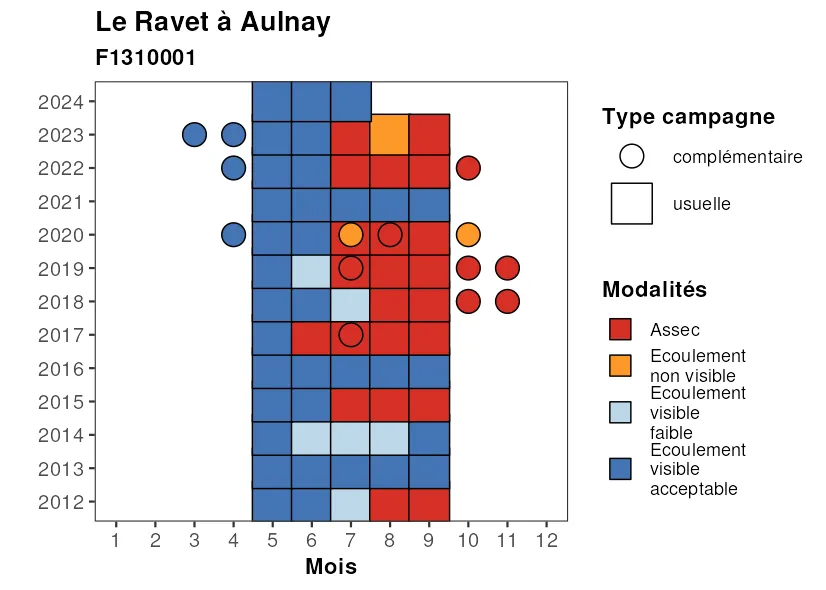 Le Ravet à Aulnay
F1310001
2024
2023
2022
2021
2020
2019
2018
2017
2016
2015
2014
2013
2012
1 2 3 4 5 6 7 8 9 10 11 12
Mois
Type campagne
complémentaire
usuelle
Modalités
Assec
Ecoulement
non visible
Ecoulement
visible
faible
Ecoulement
visible
acceptable